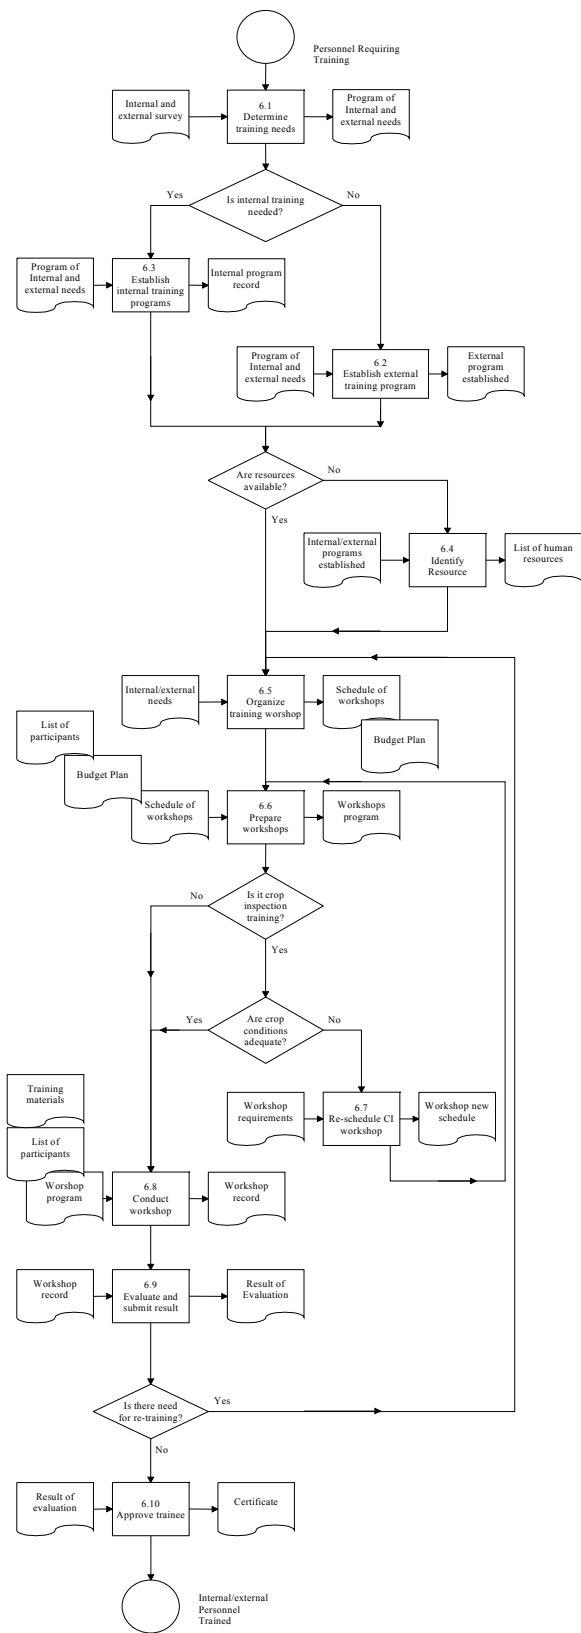 Personnel Requiring
Training
Internal and
external survey
6.1
Determine
training needs
Program of
Internal and
external needs
Is internal training
needed?
Yes
No
Program of
Internal and
external needs
6.3
Establish
internal training
programs
Internal program
record
Program of
Internal and
external needs
6.2
Establish external
training program
External
program
established
Are resources
available?
No
Yes
Internal/external
programs
established
6.4
Identify
Resource
List of human
resources
Internal/external
needs
6.5
Organize
training worshop
Schedule of
workshops
Budget Plan
List of
participants
Budget Plan
Schedule of
workshops
6.6
Prepare
workshops
Workshops
program
Is it crop
inspection
training?
No
Yes
Are crop
conditions
adequate?
Yes
No
Workshop
requirements
6.7
Re-schedule CI
workshop
Workshop new
schedule
Training
materials
List of
participants
Worshop
program
6.8
Conduct
workshop
Workshop
record
Workshop
record
6.9
Evaluate and
submit result
Result of
Evaluation
Is there need
for re-training?
Yes
No
Result of
evaluation
6.10
Approve trainee
Certificate
Internal/external
Personnel
Trained